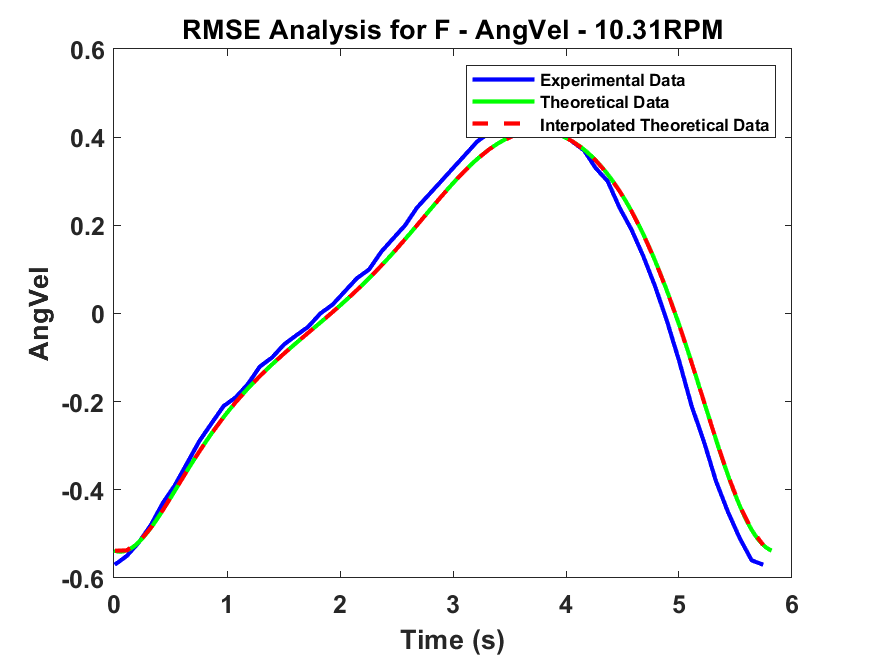 RMSE Analysis for F - AngVel - 10.31RPM
0.6
Experimental Data
Theoretical Data
Interpolated Theoretical Data
0.4
0.2
0
-0.2
-0.4
-0.6
AngVel
0 1 2 3 4 5 6
Time (s)